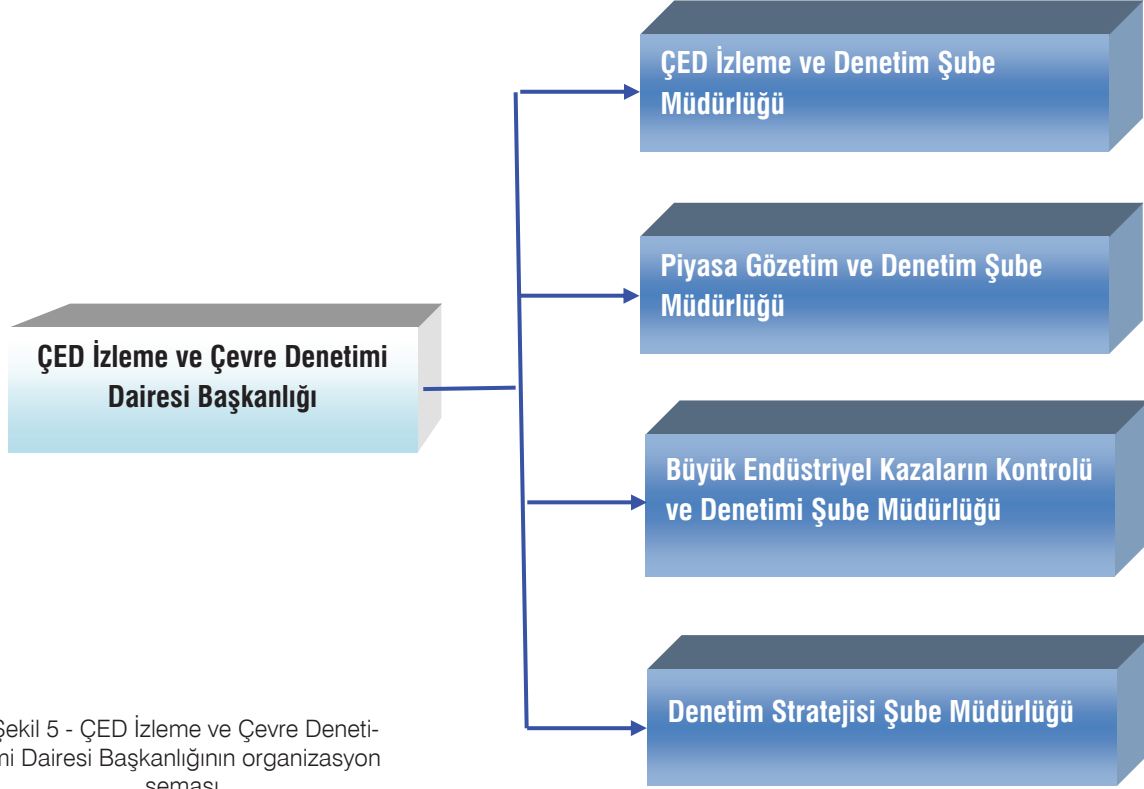 ÇED İzleme ve Denetim Şube
Müdürlüğü
Piyasa Gözetim ve Denetim Şube
Müdürlüğü
ÇED İzleme ve Çevre Denetimi
Dairesi Başkanlığı
Büyük Endüstriyel Kazaların Kontrolü
ve Denetimi Şube Müdürlüğü
Denetim Stratejisi Şube Müdürlüğü
Şekil 5 - ÇED İzleme ve Çevre Deneti-
mi Dairesi Başkanlığının organizasyon
şeması